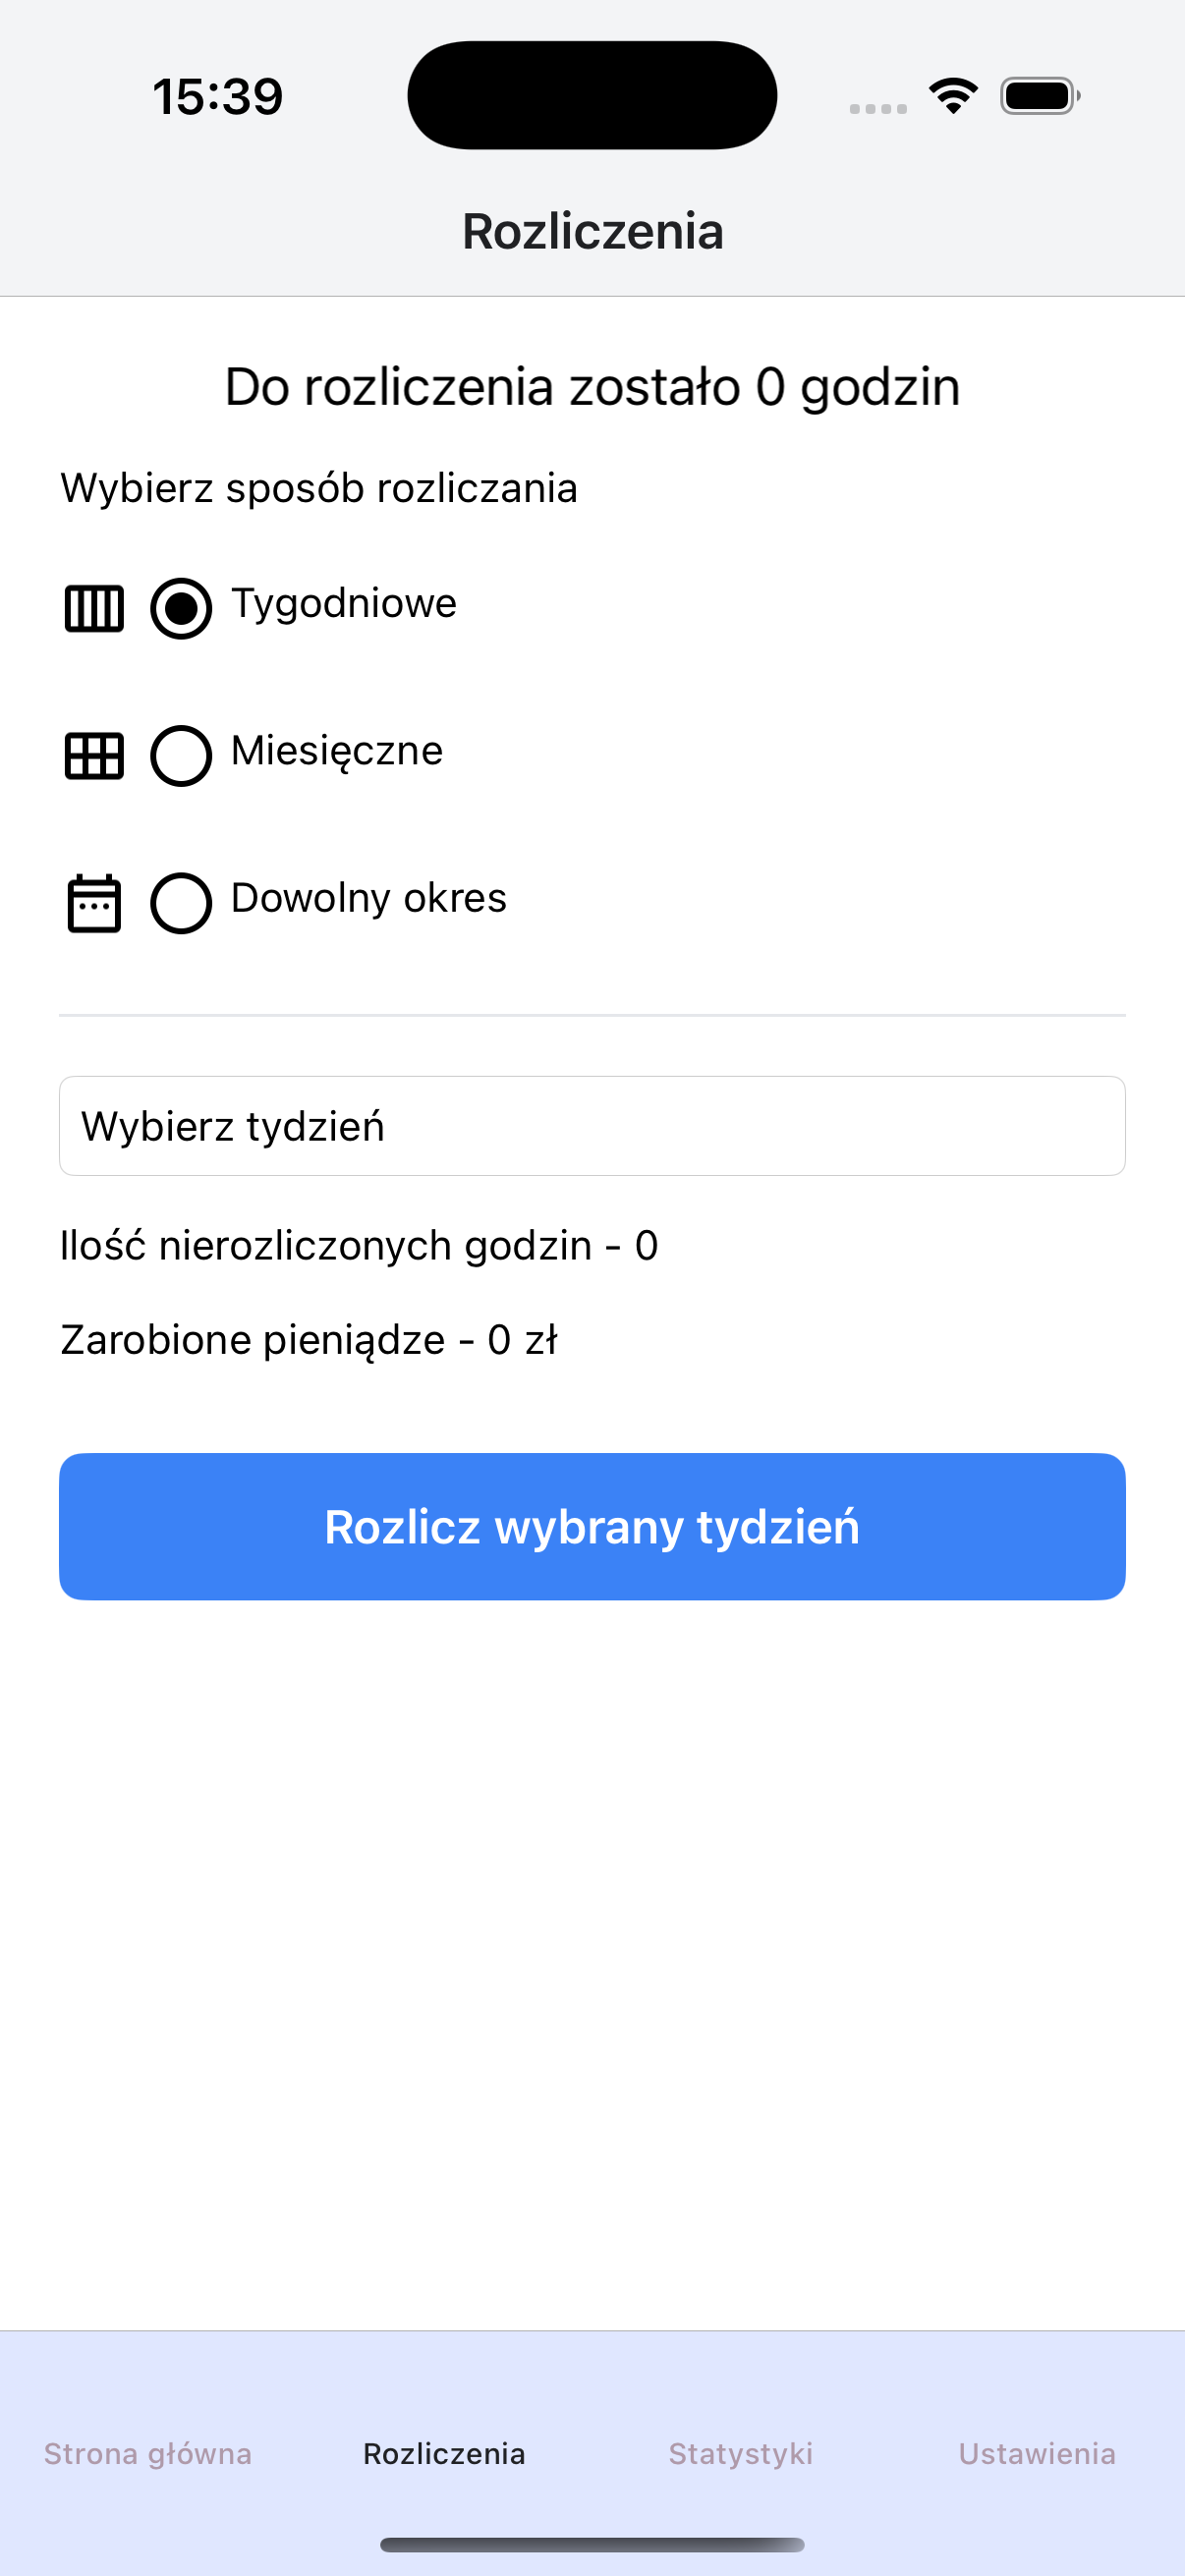 15:39
Rozliczenia
Do rozliczenia zostało 0 godzin
Wybierz sposób rozliczania
Tygodniowe
Miesięczne
Dowolny okres
Wybierz tydzień
Ilość nierozliczonych godzin - 0
Zarobione pieniądze - 0 zł
Rozlicz wybrany tydzień
Strona główna Rozliczenia Statystyki Ustawienia